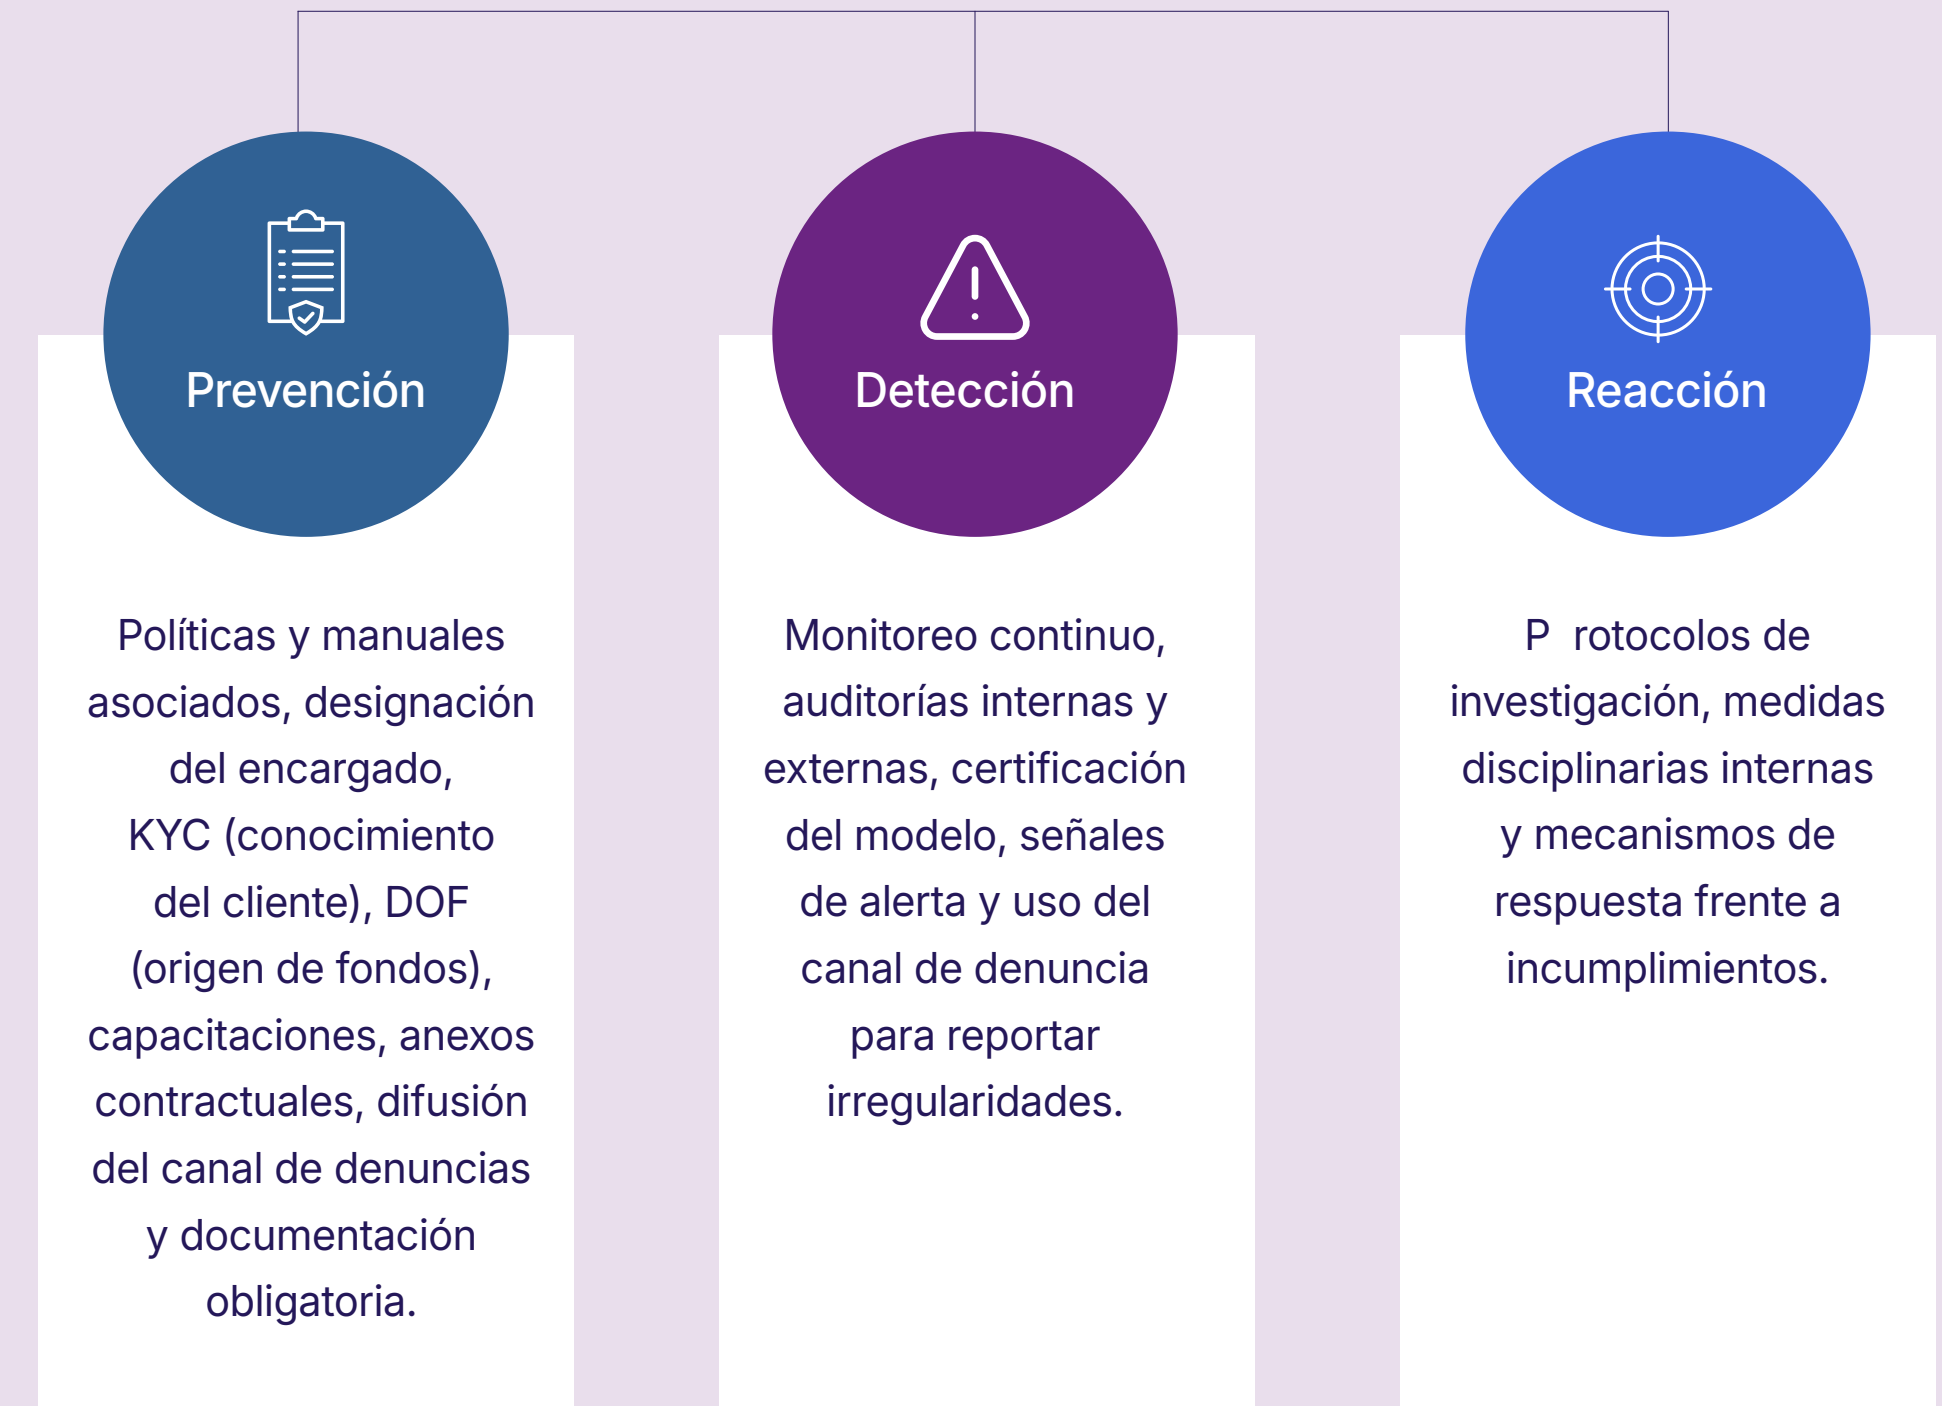 Prevención
Políticas y manuales
asociados, designación
del encargado,
KYC (conocimiento
del cliente), DOF
(origen de fondos),
capacitaciones, anexos
contractuales, difusión
del canal de denuncias
y documentación
obligatoria.
Detección
Monitoreo continuo,
auditorías internas y
externas, certificación
del modelo, señales
de alerta y uso del
canal de denuncia
para reportar
irregularidades.
Reacción
P rotocolos de
investigación, medidas
disciplinarias internas
y mecanismos de
respuesta frente a
incumplimientos.